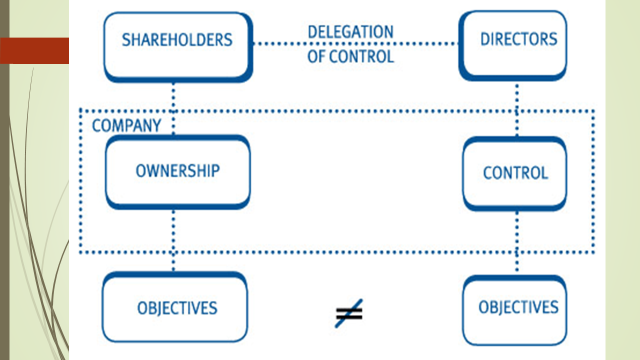 SHAREHOLDERS
DELEGATION
OF CONTROL
DIRECTORS
COMPANY
OWNERSHIP
CONTROL
OBJECTIVES
≠
OBJECTIVES